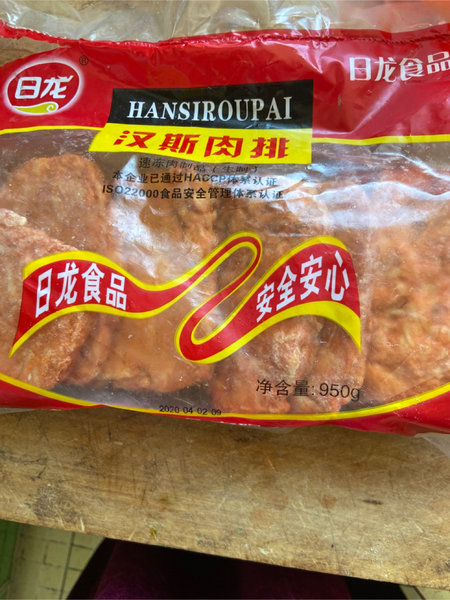 日龙
®
日龙食品
HANSIROUPAI
汉斯肉排
速冻肉制品(生制)
本企业已通过HACCP体系认证
ISO22000食品安全管理体系认证
日龙食品
安全安心
净含量:950g
2020 04 02 09